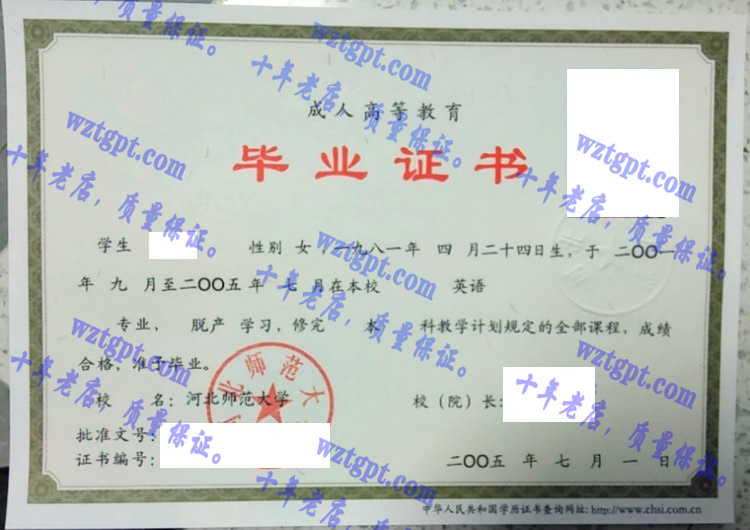 成人高等教育
毕业证书
学生 性别 女，一九八一年 四 月二十四日生，于 二〇〇一
年 九 月至二〇〇五年 七 月在本校 英语
专业， 脱产 学习，修完 本 科教学计划规定的全部课程，成绩
合格，准予毕业。
校 名：河北师范大学 校（院）长：
批准文号：
证书编号： 二〇〇五 年 七 月 一 日
中华人民共和国学历证书查询网址：http://www.chsi.com.cn
wztgpt.com
十年老店，质量保证。